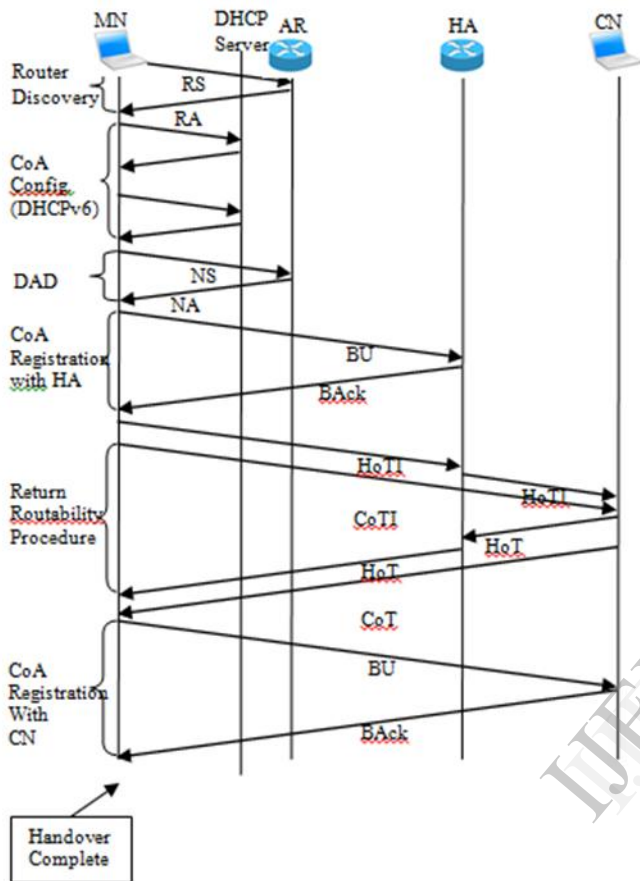 MN
DHCP
Server
AR
HA
CN
Router
Discovery
RS
RA
CoA
Config.
(DHCPv6)
DAD
NS
NA
CoA
Registration
with HA
BU
BAck
HoTI
HoTI
Return
Routability
Procedure
CoTI
HoT
HoT
CoT
CoA
Registration
With
CN
BU
BAck
Handover
Complete